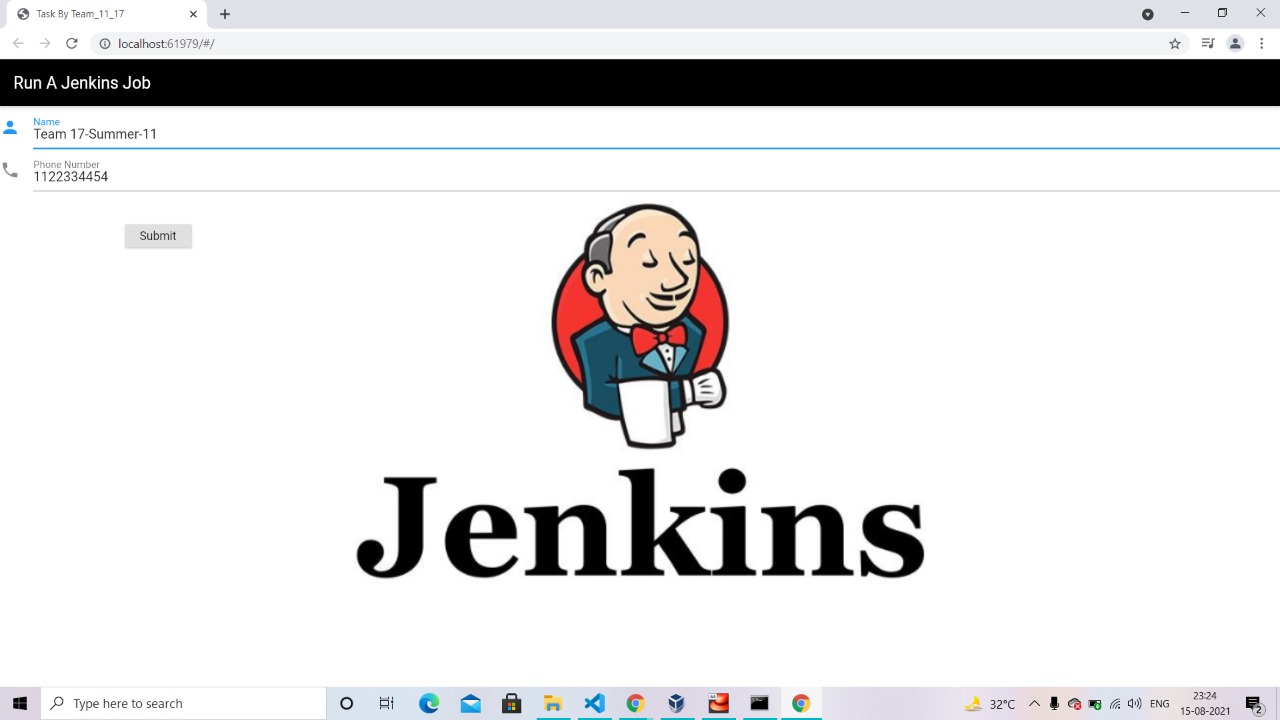 Task By Team_11_17
localhost:61979/#/
Run A Jenkins Job
Name
Team 17-Summer-11
Phone Number
1122334454
Submit
Jenkins
Type here to search
32°C
ENG
23:24
15-08-2021
2